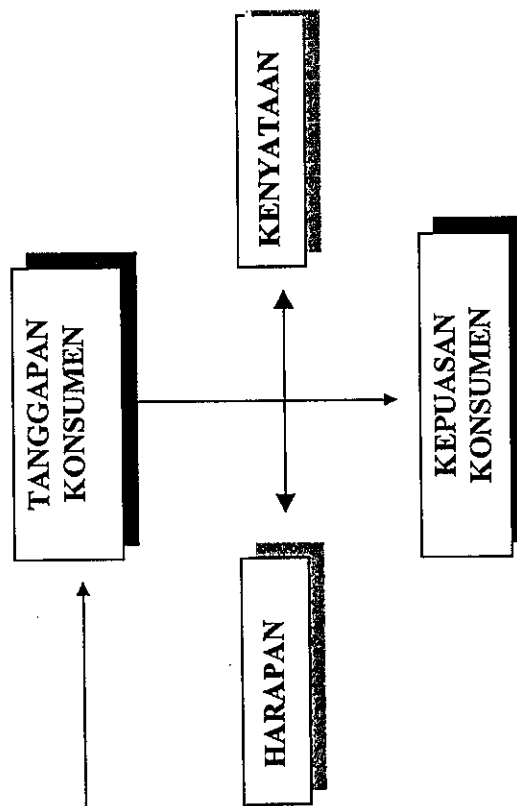 TANGGAPAN
KONSUMEN
HARAPAN
KENYATAAN
KEPUASAN
KONSUMEN